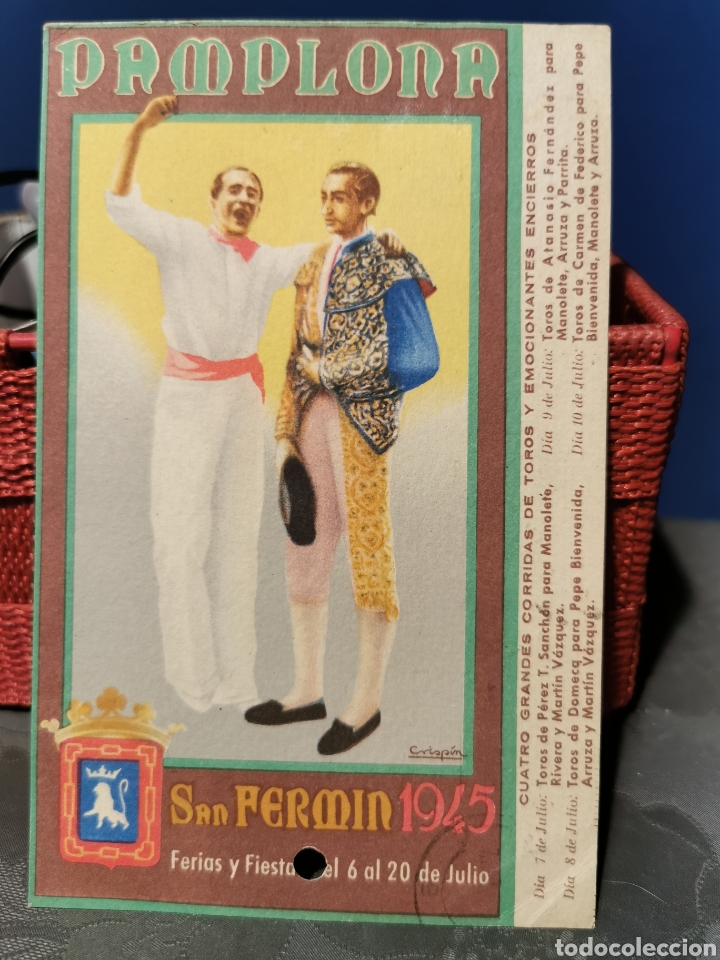 PAMPLONA
Crispín
San FERMIN 1945
Ferias y Fiestas del 6 al 20 de Julio
CUATRO GRANDES CORRIDAS DE TOROS Y EMOCIONANTES ENCIERROS
Día 7 de Julio: Toros de Pérez T. Sanchón para Manolete,
Rivera y Martín Vázquez.
Día 8 de Julio: Toros de Domecq para Pepe Bienvenida,
Arruza y Martín Vázquez.
Día 9 de Julio: Toros de Atanasio Fernández para
Manolete, Arruza y Parrita.
Día 10 de Julio: Toros de Carmen de Federico para Pepe
Bienvenida, Manolete y Arruza.
todocoleccion